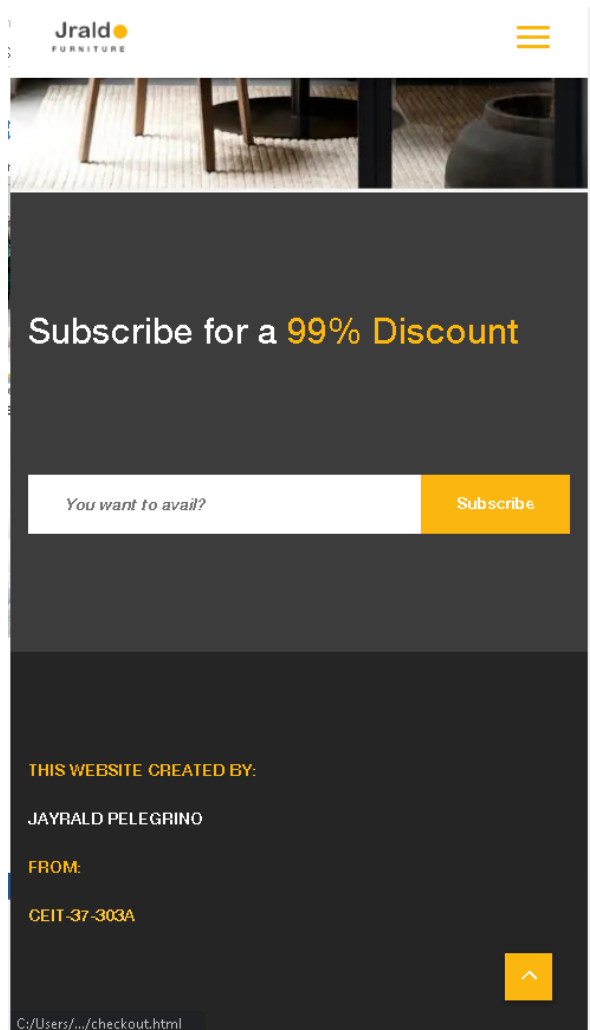 Jrald
FURNITURE
Subscribe for a 99% Discount
You want to avail?
Subscribe
THIS WEBSITE CREATED BY:
JAYRALD PELEGRINO
FROM:
CEIT-37-303A
C:/Users/.../checkout.html